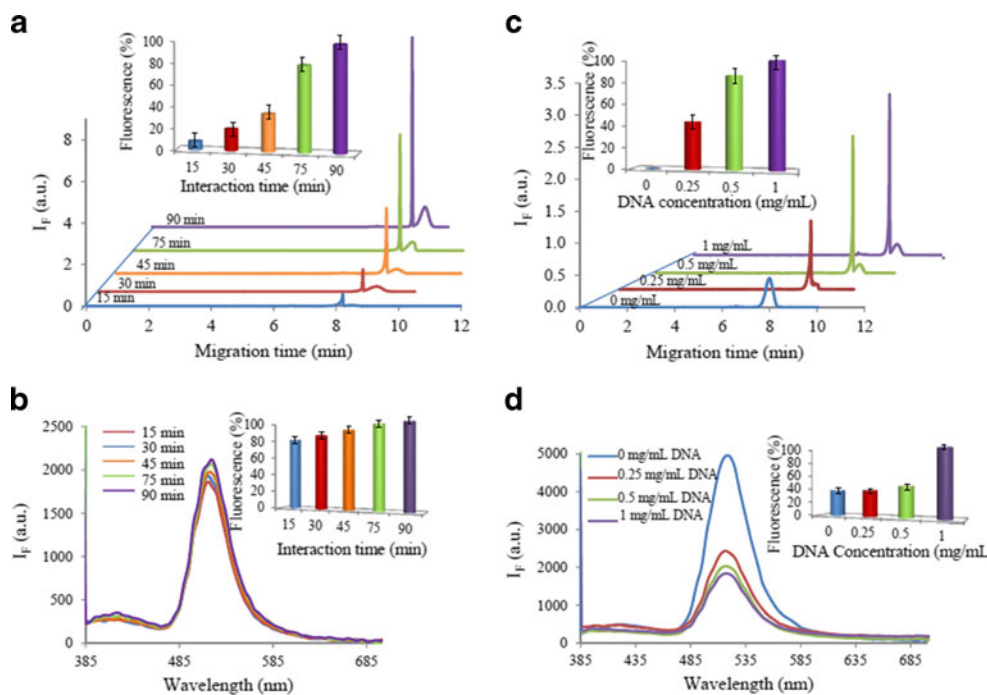 a
Fluorescence (%)
100
80
60
40
20
0
15 30 45 75 90
Interaction time (min)
I_F (a.u.)
8
6
4
2
0
90 min
75 min
45 min
30 min
15 min
0 2 4 6 8 10 12
Migration time (min)
c
Fluorescence (%)
100
80
60
40
20
0
0 0.25 0.5 1
DNA concentration (mg/mL)
I_F (a.u.)
3.5
3.0
2.5
2.0
1.5
1.0
0.5
0.0
1 mg/mL
0.5 mg/mL
0.25 mg/mL
0 mg/mL
0 2 4 6 8 10 12
Migration time (min)
b
I_F (a.u.)
2500
2000
1500
1000
500
0
15 min
30 min
45 min
75 min
90 min
Fluorescence (%)
100
80
60
40
20
0
15 30 45 75 90
Interaction time (min)
385 485 585 685
Wavelength (nm)
d
I_F (a.u.)
5000
4000
3000
2000
1000
0
0 mg/mL DNA
0.25 mg/mL DNA
0.5 mg/mL DNA
1 mg/mL DNA
Fluorescence (%)
100
80
60
40
20
0
0 0.25 0.5 1
DNA Concentration (mg/mL
385 435 485 535 585 635 685
Wavelength (nm)